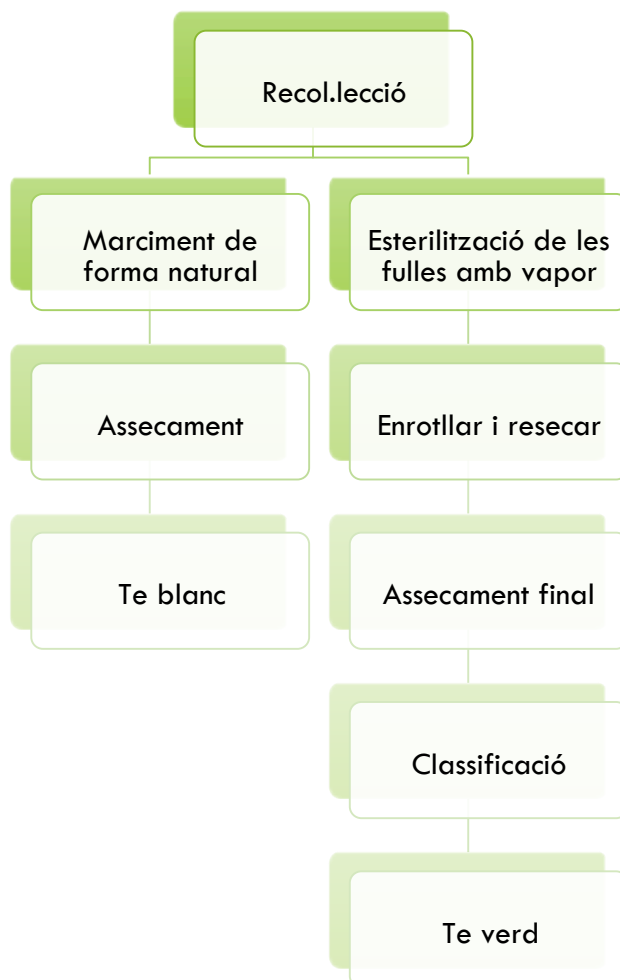 Recol.lecció
Marciment de
forma natural
Assecament
Te blanc
Esterilització de les
fulles amb vapor
Enrotllar i resecar
Assecament final
Classificació
Te verd